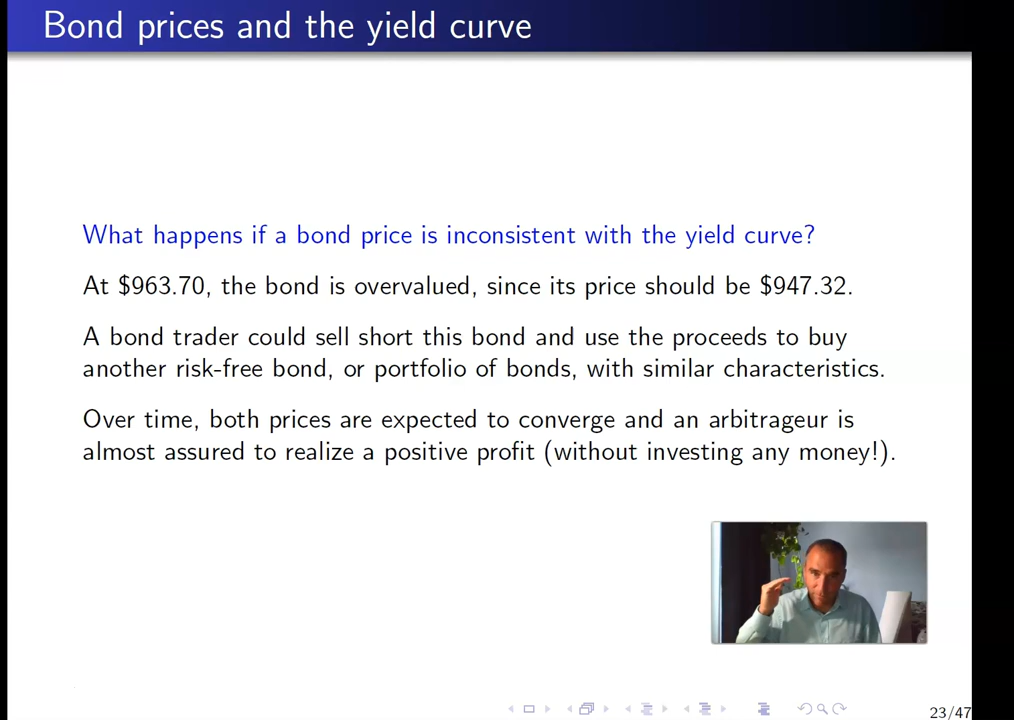 Bond prices and the yield curve
What happens if a bond price is inconsistent with the yield curve?
At $963.70, the bond is overvalued, since its price should be $947.32.
A bond trader could sell short this bond and use the proceeds to buy
another risk-free bond, or portfolio of bonds, with similar characteristics.
Over time, both prices are expected to converge and an arbitrageur is
almost assured to realize a positive profit (without investing any money!).
23/47